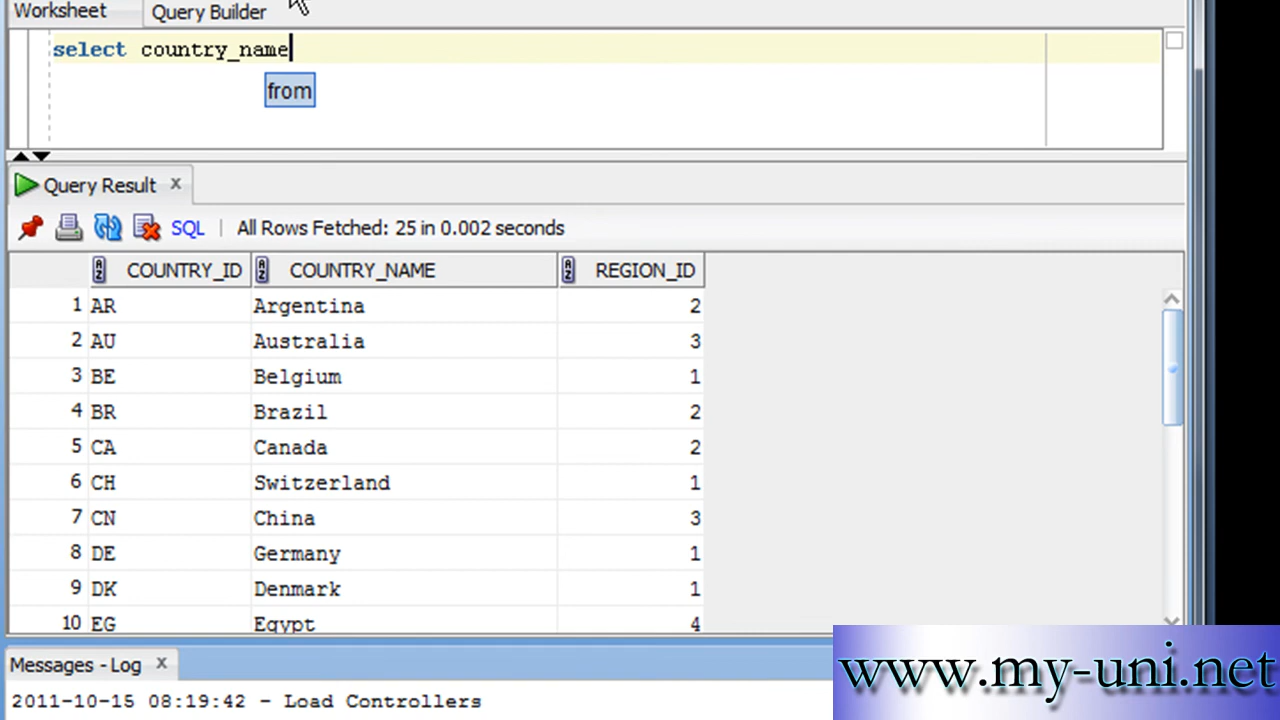 Worksheet Query Builder
select country_name
from
Query Result x
SQL | All Rows Fetched: 25 in 0.002 seconds
COUNTRY_ID COUNTRY_NAME REGION_ID
1 AR Argentina 2
2 AU Australia 3
3 BE Belgium 1
4 BR Brazil 2
5 CA Canada 2
6 CH Switzerland 1
7 CN China 3
8 DE Germany 1
9 DK Denmark 1
10 EG Egypt 4
Messages - Log x
2011-10-15 08:19:42 - Load Controllers
www.my-uni.net